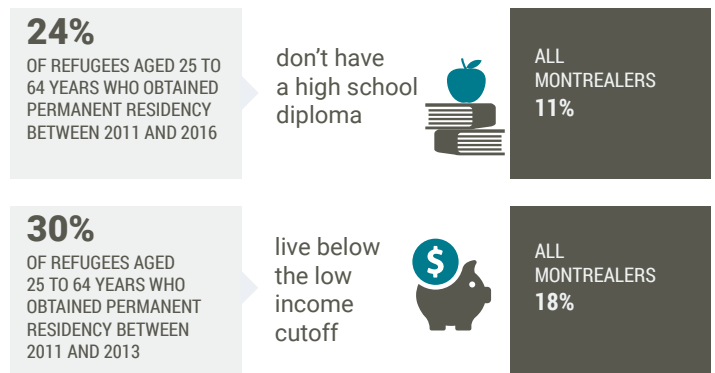 24%
OF REFUGEES AGED 25 TO
64 YEARS WHO OBTAINED
PERMANENT RESIDENCY
BETWEEN 2011 AND 2016
don’t have
a high school
diploma
ALL
MONTREALERS
11%
30%
OF REFUGEES AGED
25 TO 64 YEARS WHO
OBTAINED PERMANENT
RESIDENCY BETWEEN
2011 AND 2013
live below
the low
income
cutoff
$
ALL
MONTREALERS
18%